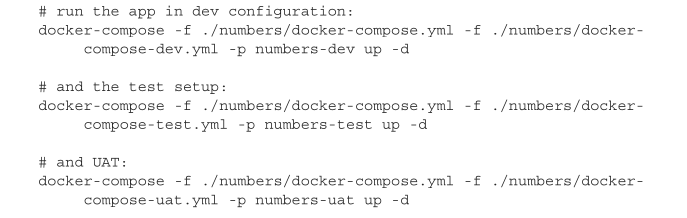 # run the app in dev configuration:
docker-compose -f ./numbers/docker-compose.yml -f ./numbers/docker-
compose-dev.yml -p numbers-dev up -d
# and the test setup:
docker-compose -f ./numbers/docker-compose.yml -f ./numbers/docker-
compose-test.yml -p numbers-test up -d
# and UAT:
docker-compose -f ./numbers/docker-compose.yml -f ./numbers/docker-
compose-uat.yml -p numbers-uat up -d